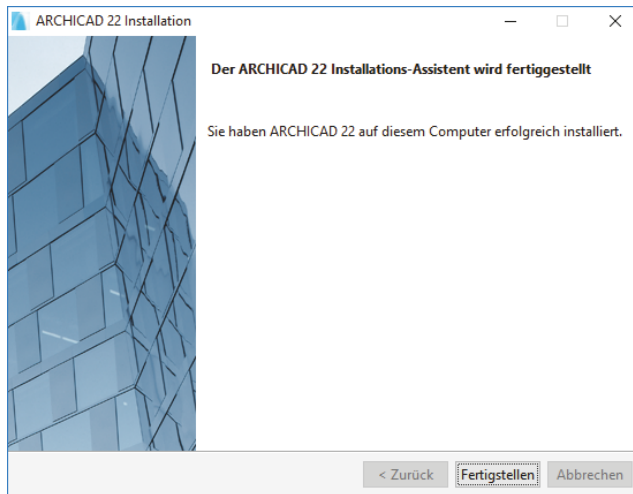 ARCHICAD 22 Installation
Der ARCHICAD 22 Installations-Assistent wird fertiggestellt
Sie haben ARCHICAD 22 auf diesem Computer erfolgreich installiert.
< Zurück Fertigstellen Abbrechen